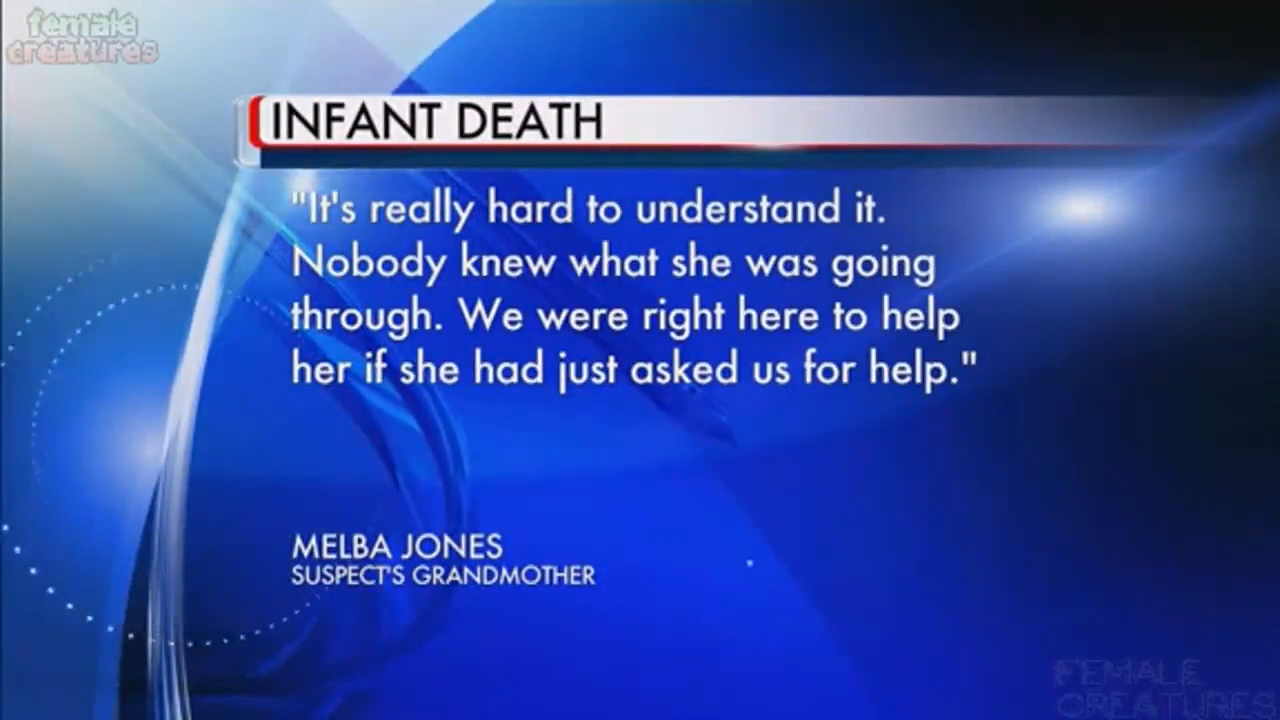 female
creatures
INFANT DEATH
"It's really hard to understand it.
Nobody knew what she was going
through. We were right here to help
her if she had just asked us for help."
MELBA JONES
SUSPECT'S GRANDMOTHER
FEMALE
CREATURES